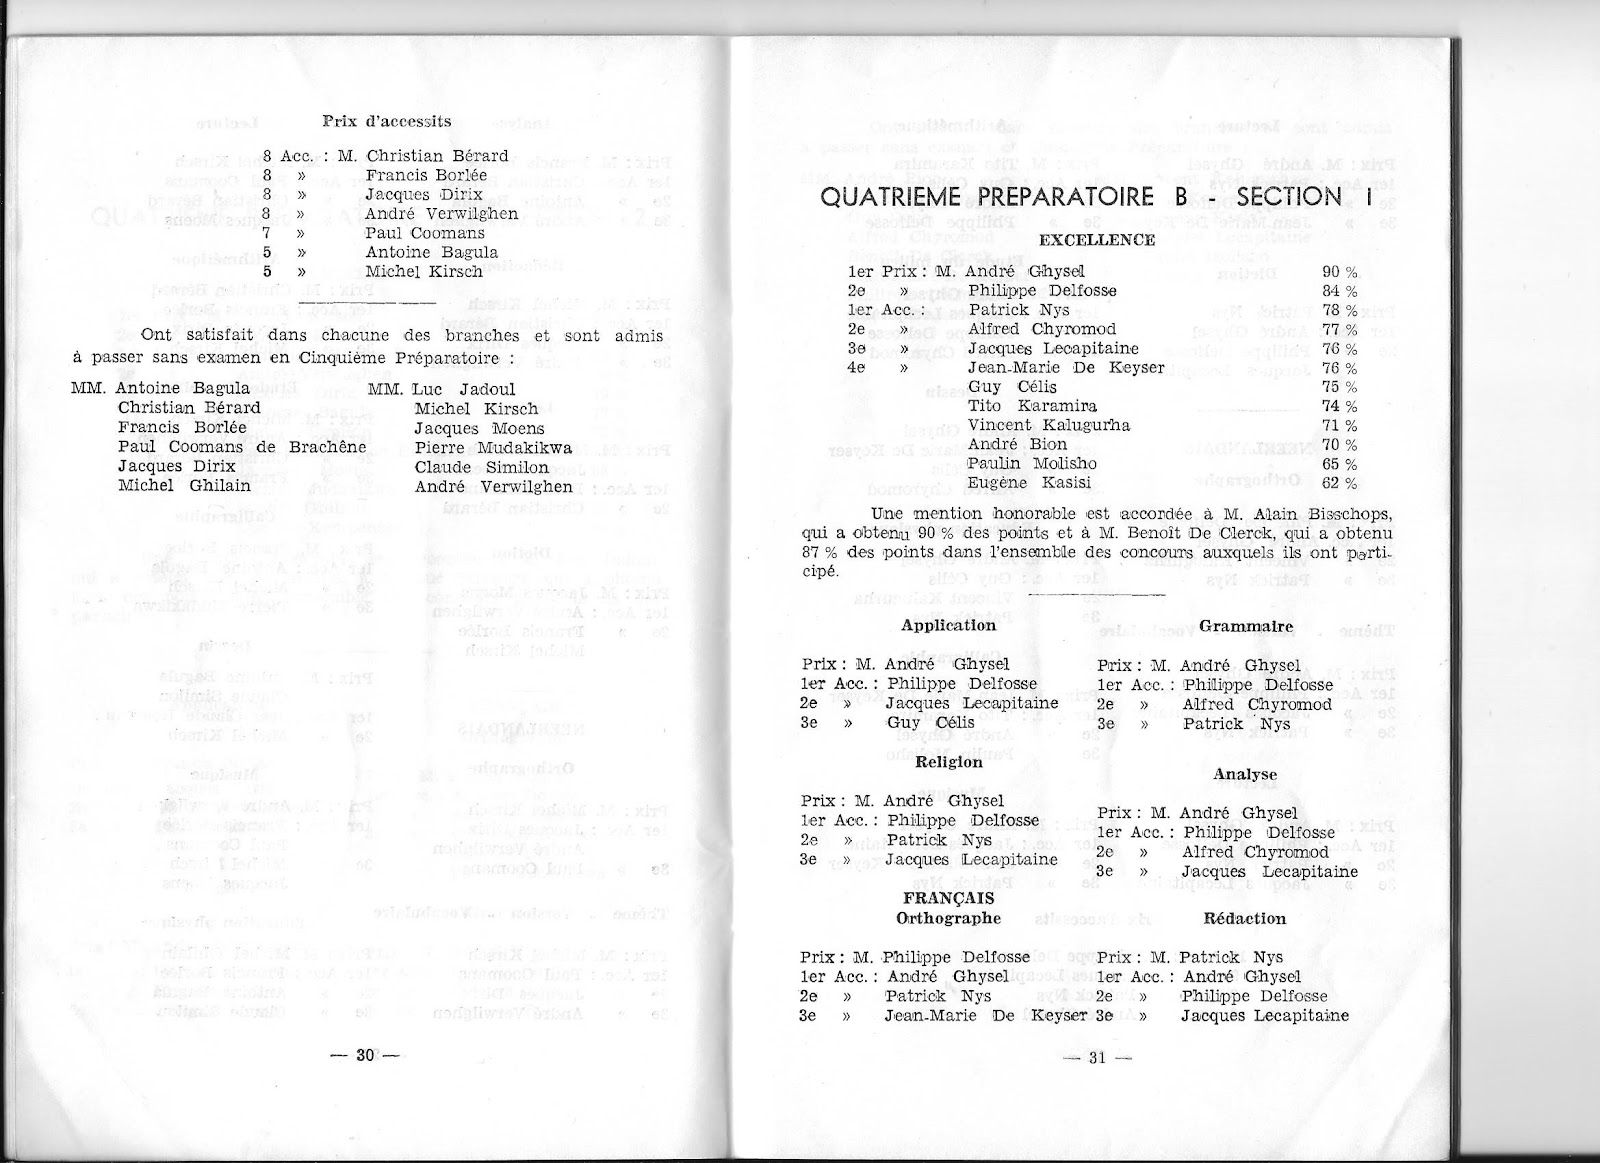 Prix d'accessits
8 Acc. : M. Christian Bérard
8 » Francis Borlée
8 » Jacques Dirix
8 » André Verwilghen
7 » Paul Coomans
5 » Antoine Bagula
5 » Michel Kirsch
Ont satisfait dans chacune des branches et sont admis
à passer sans examen en Cinquième Préparatoire :
MM. Antoine Bagula
Christian Bérard
Francis Borlée
Paul Coomans de Brachêne
Jacques Dirix
Michel Ghilain
MM. Luc Jadoul
Michel Kirsch
Jacques Moens
Pierre Mudakikwa
Claude Similon
André Verwilghen
— 30 —
QUATRIEME PREPARATOIRE B - SECTION I
EXCELLENCE
1er Prix : M. André Ghysel 90 %
2e » Philippe Delfosse 84 %
1er Acc. : Patrick Nys 78 %
2e » Alfred Chyromod 77 %
3e » Jacques Lecapitaine 76 %
4e » Jean-Marie De Keyser 76 %
Guy Célis 75 %
Tito Karamira 74 %
Vincent Kalugurha 71 %
André Bion 70 %
Paulin Molisho 65 %
Eugène Kasisi 62 %
Une mention honorable est accordée à M. Alain Bisschops,
qui a obtenu 90 % des points et à M. Benoît De Clerck, qui a obtenu
87 % des points dans l'ensemble des concours auxquels ils ont parti-
cipé.
Application
Prix : M. André Ghysel
1er Acc. : Philippe Delfosse
2e » Jacques Lecapitaine
3e » Guy Célis
Religion
Prix : M. André Ghysel
1er Acc. : Philippe Delfosse
2e » Patrick Nys
3e » Jacques Lecapitaine
FRANÇAIS
Orthographe
Prix : M. Philippe Delfosse
1er Acc. : André Ghysel
2e » Patrick Nys
3e » Jean-Marie De Keyser
Grammaire
Prix : M. André Ghysel
1er Acc. : Philippe Delfosse
2e » Alfred Chyromod
3e » Patrick Nys
Analyse
Prix : M. André Ghysel
1er Acc. : Philippe Delfosse
2e » Alfred Chyromod
3e » Jacques Lecapitaine
Rédaction
Prix : M. Patrick Nys
1er Acc. : André Ghysel
2e » Philippe Delfosse
3e » Jacques Lecapitaine
— 31 —